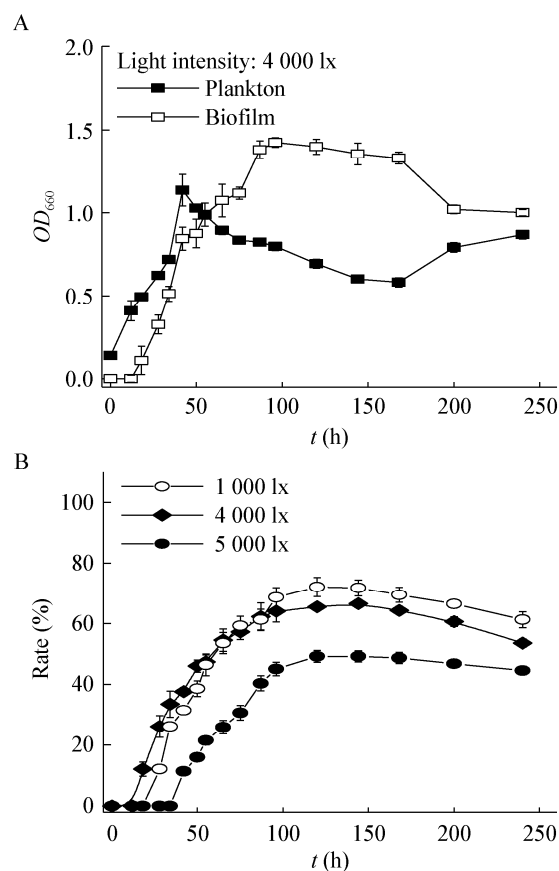 A
2.0
1.5
1.0
0.5
0.0
OD660
Light intensity: 4 000 lx
Plankton
Biofilm
0 50 100 150 200 250
t (h)
B
100
80
60
40
20
0
Rate (%)
1 000 lx
4 000 lx
5 000 lx
0 50 100 150 200 250
t (h)